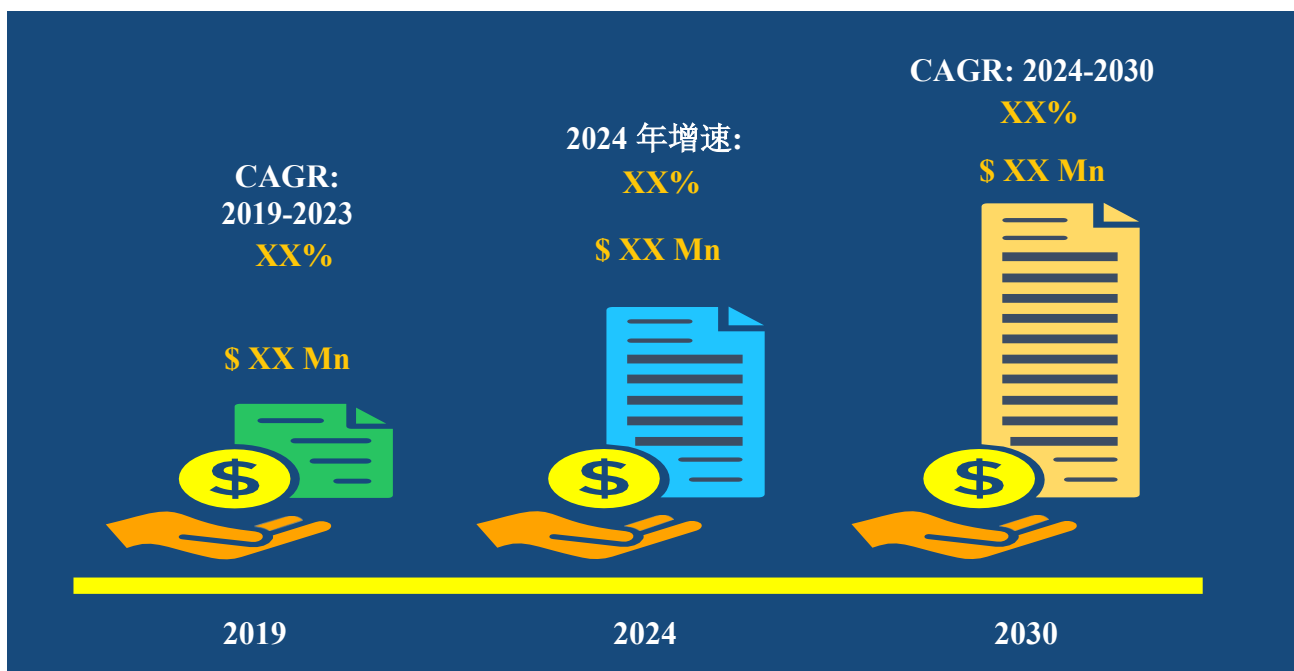 CAGR:
2019-2023
XX%
$ XX Mn
2024 年增速:
XX%
$ XX Mn
CAGR: 2024-2030
XX%
$ XX Mn
$
$
$
2019
2024
2030